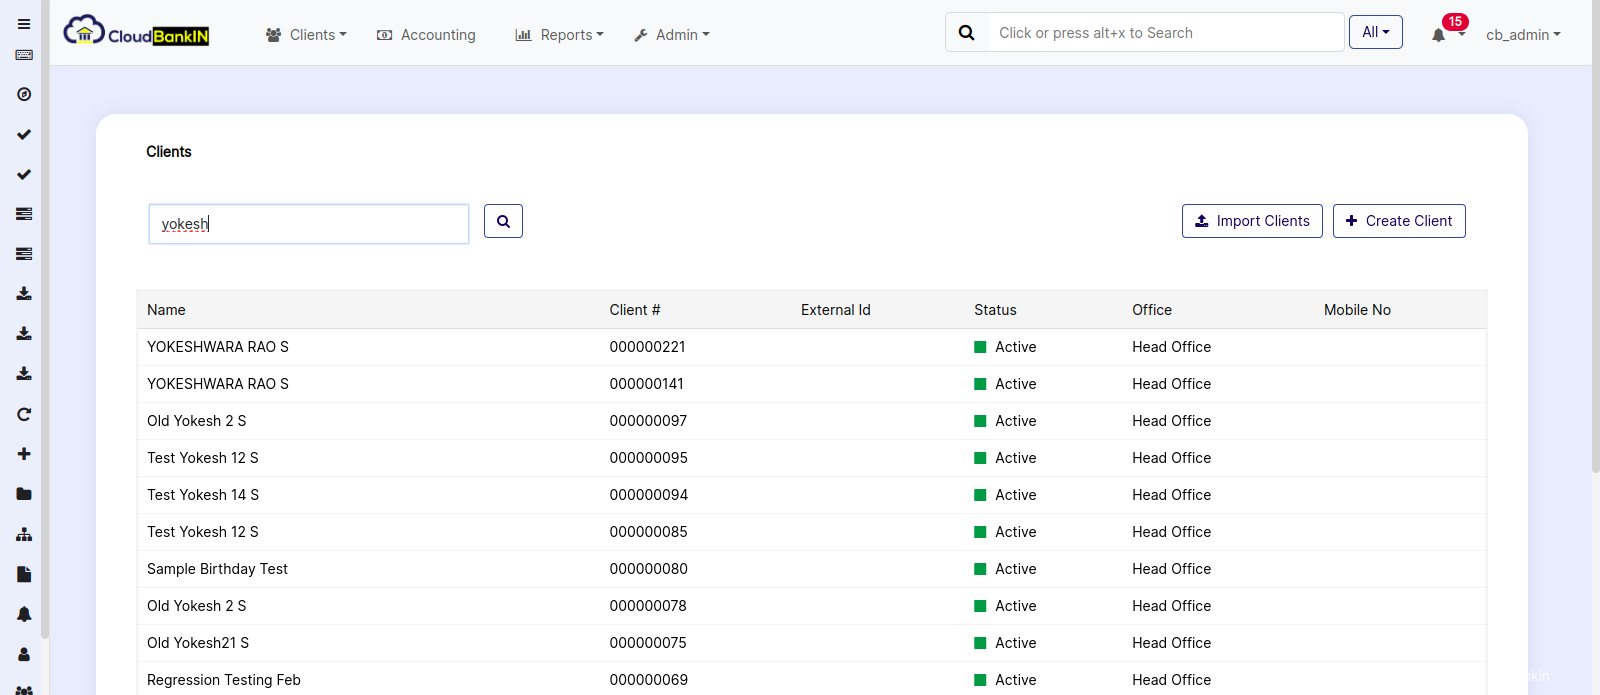 CloudBankIN
Clients
Accounting
Reports
Admin
Click or press alt+x to Search
All
15
cb_admin
Clients
yokesh
Import Clients
Create Client
Name Client # External Id Status Office Mobile No
YOKESHWARA RAO S 000000221 Active Head Office
YOKESHWARA RAO S 000000141 Active Head Office
Old Yokesh 2 S 000000097 Active Head Office
Test Yokesh 12 S 000000095 Active Head Office
Test Yokesh 14 S 000000094 Active Head Office
Test Yokesh 12 S 000000085 Active Head Office
Sample Birthday Test 000000080 Active Head Office
Old Yokesh 2 S 000000078 Active Head Office
Old Yokesh21 S 000000075 Active Head Office
Regression Testing Feb 000000069 Active Head Office